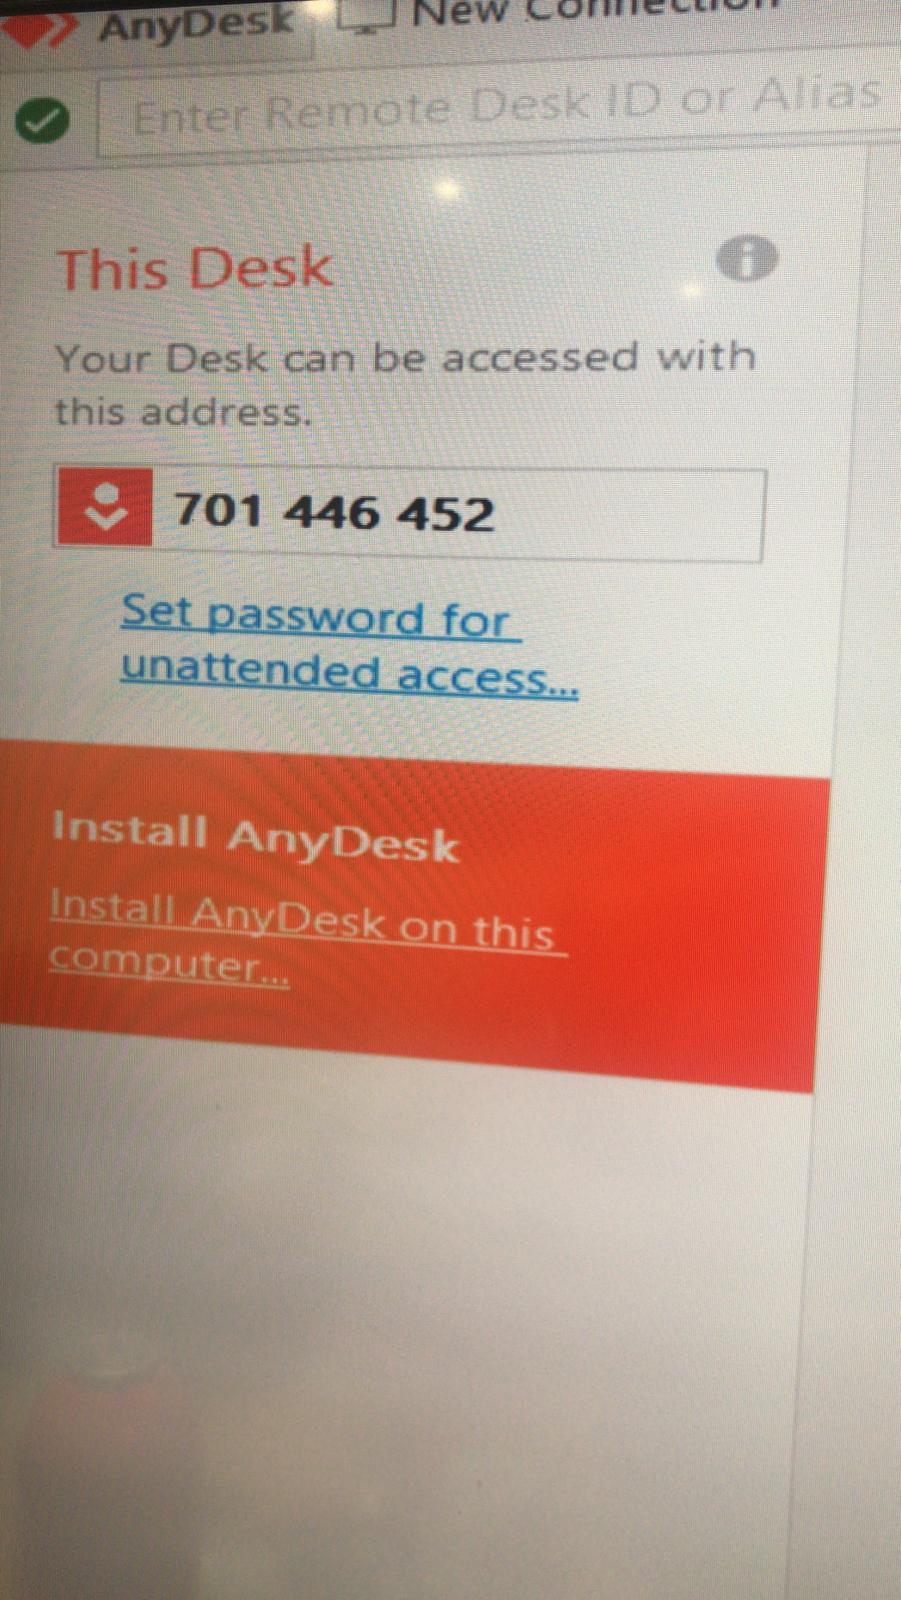 AnyDesk New Connection
Enter Remote Desk ID or Alias
This Desk
Your Desk can be accessed with
this address.
701 446 452
Set password for
unattended access...
Install AnyDesk
Install AnyDesk on this
computer...